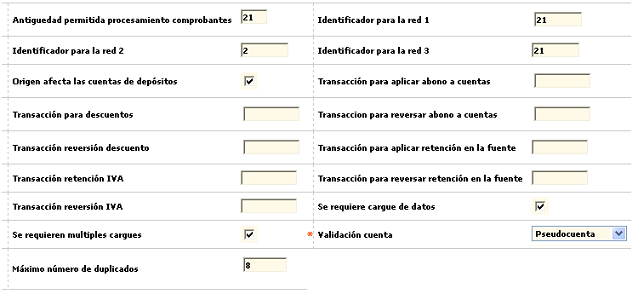 Antiguedad permitida procesamiento comprobantes 21 Identificador para la red 1 21
Identificador para la red 2 2 Identificador para la red 3 21
Origen afecta las cuentas de depósitos Transacción para aplicar abono a cuentas
Transacción para descuentos Transaccion para reversar abono a cuentas
Transacción reversión descuento Transacción para aplicar retención en la fuente
Transacción retención IVA Transacción para reversar retención en la fuente
Transacción reversión IVA Se requiere cargue de datos
Se requieren multiples cargues * Validación cuenta Pseudocuenta
Máximo número de duplicados 8